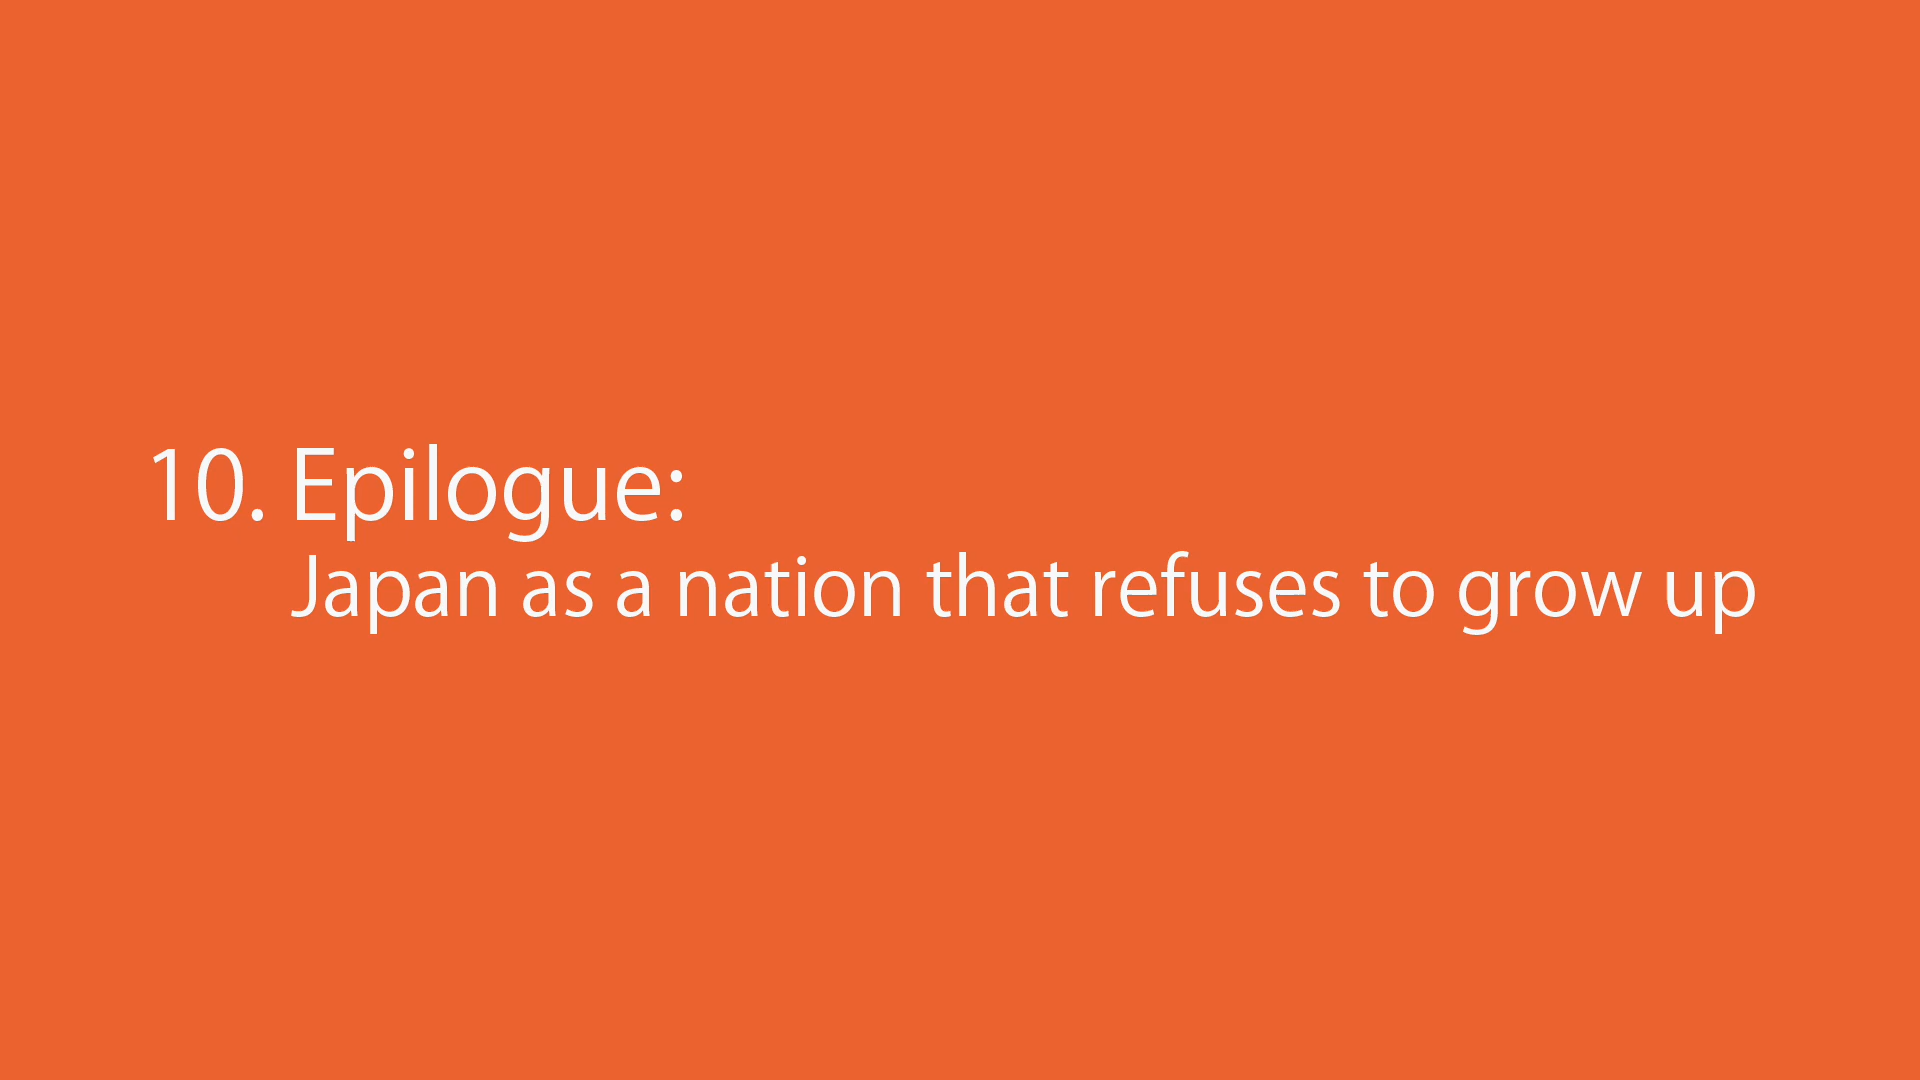 10. Epilogue:
Japan as a nation that refuses to grow up